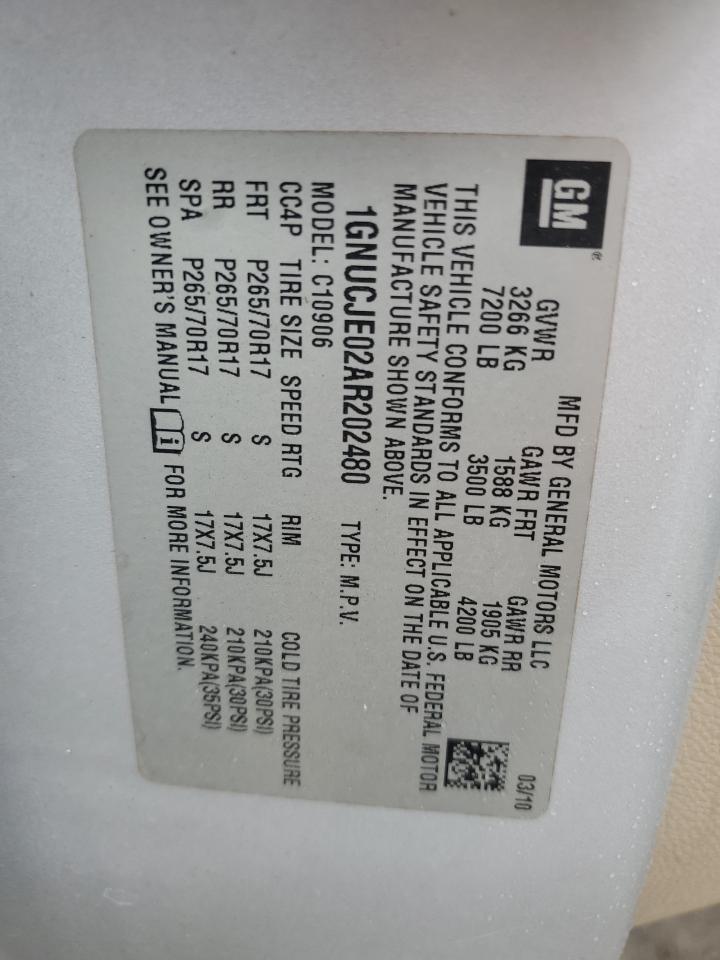 GM®
MFD BY GENERAL MOTORS LLC 03/10
GVWR GAWR FRT GAWR RR
3266 KG 1588 KG 1905 KG
7200 LB 3500 LB 4200 LB
THIS VEHICLE CONFORMS TO ALL APPLICABLE U.S. FEDERAL MOTOR
VEHICLE SAFETY STANDARDS IN EFFECT ON THE DATE OF
MANUFACTURE SHOWN ABOVE.
1GNUCJE02AR202480 TYPE: M.P.V.
MODEL: C10906
CC4P TIRE SIZE SPEED RTG RIM COLD TIRE PRESSURE
FRT P265/70R17 S 17X7.5J 210KPA(30PSI)
RR P265/70R17 S 17X7.5J 210KPA(30PSI)
SPA P265/70R17 S 17X7.5J 240KPA(35PSI)
SEE OWNER'S MANUAL i FOR MORE INFORMATION.